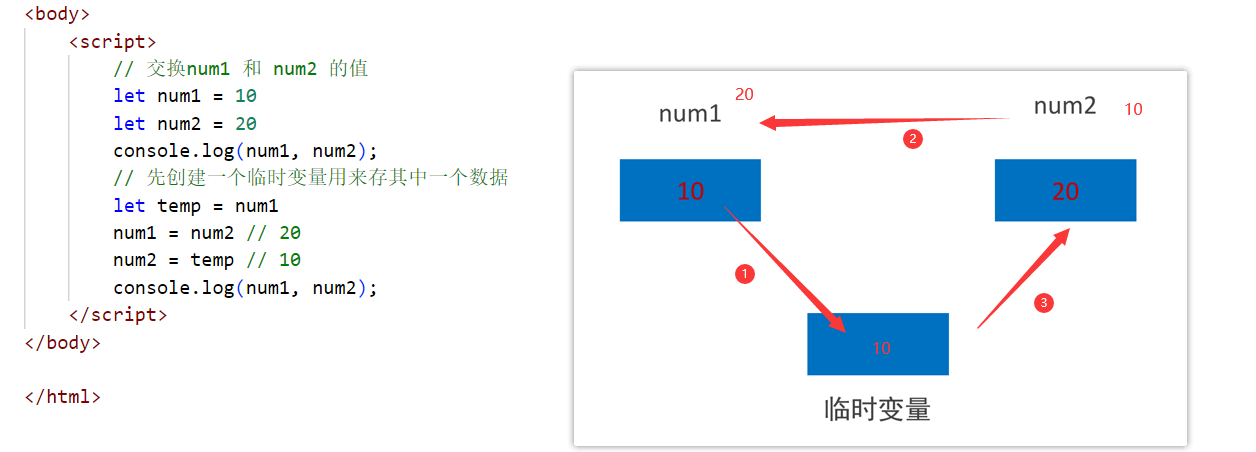 <body>
<script>
// 交换num1 和 num2 的值
let num1 = 10
let num2 = 20
console.log(num1, num2);
// 先创建一个临时变量用来存其中一个数据
let temp = num1
num1 = num2 // 20
num2 = temp // 10
console.log(num1, num2);
</script>
</body>
</html>
num1 20 num2 10
2
10 20
1 3
10
临时变量